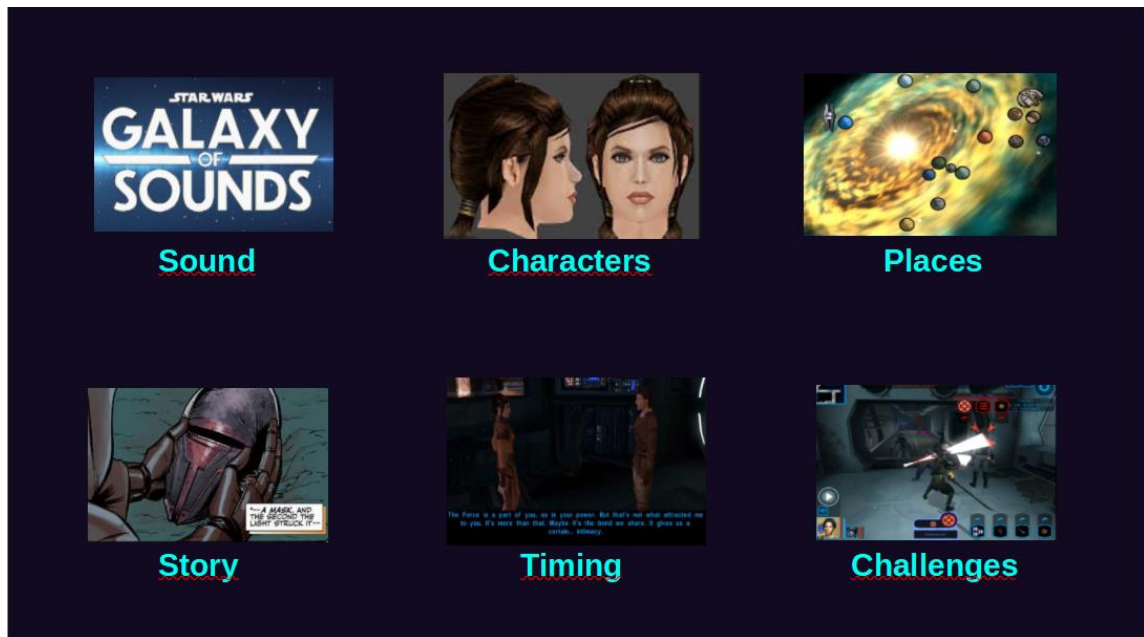 STAR WARS
GALAXY
OF
SOUNDS
Sound
Characters
Places
"--A MASK, AND
THE SECOND THE
LIGHT STRUCK IT--
The Force is a part of you, as is your power. But that's not what attracted me
to you. It's more than that. Maybe it's the bond we share. It gives us a
certain... intimacy.
Story
Timing
Challenges